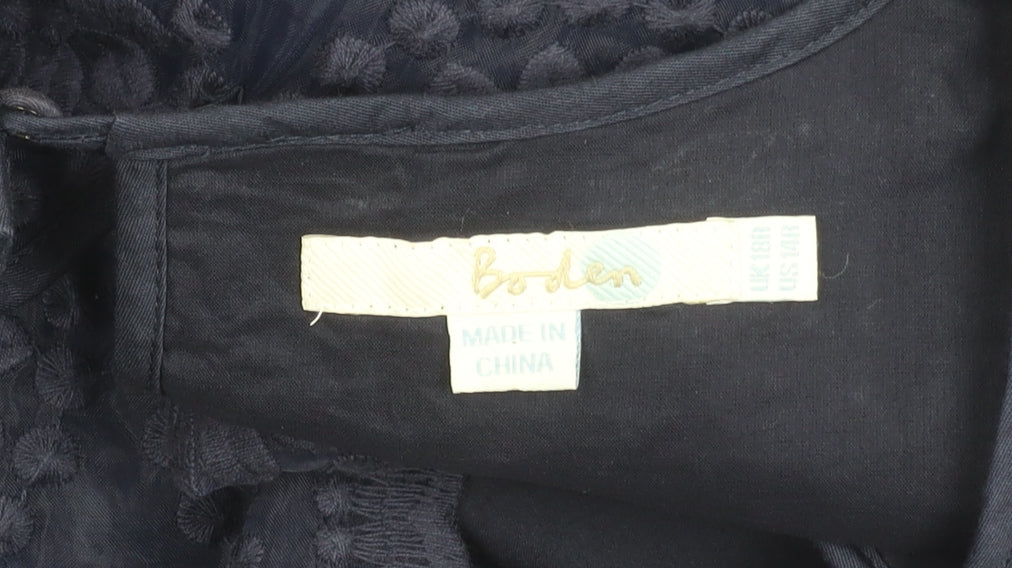 Boden
UK18R
US14R
MADE IN
CHINA